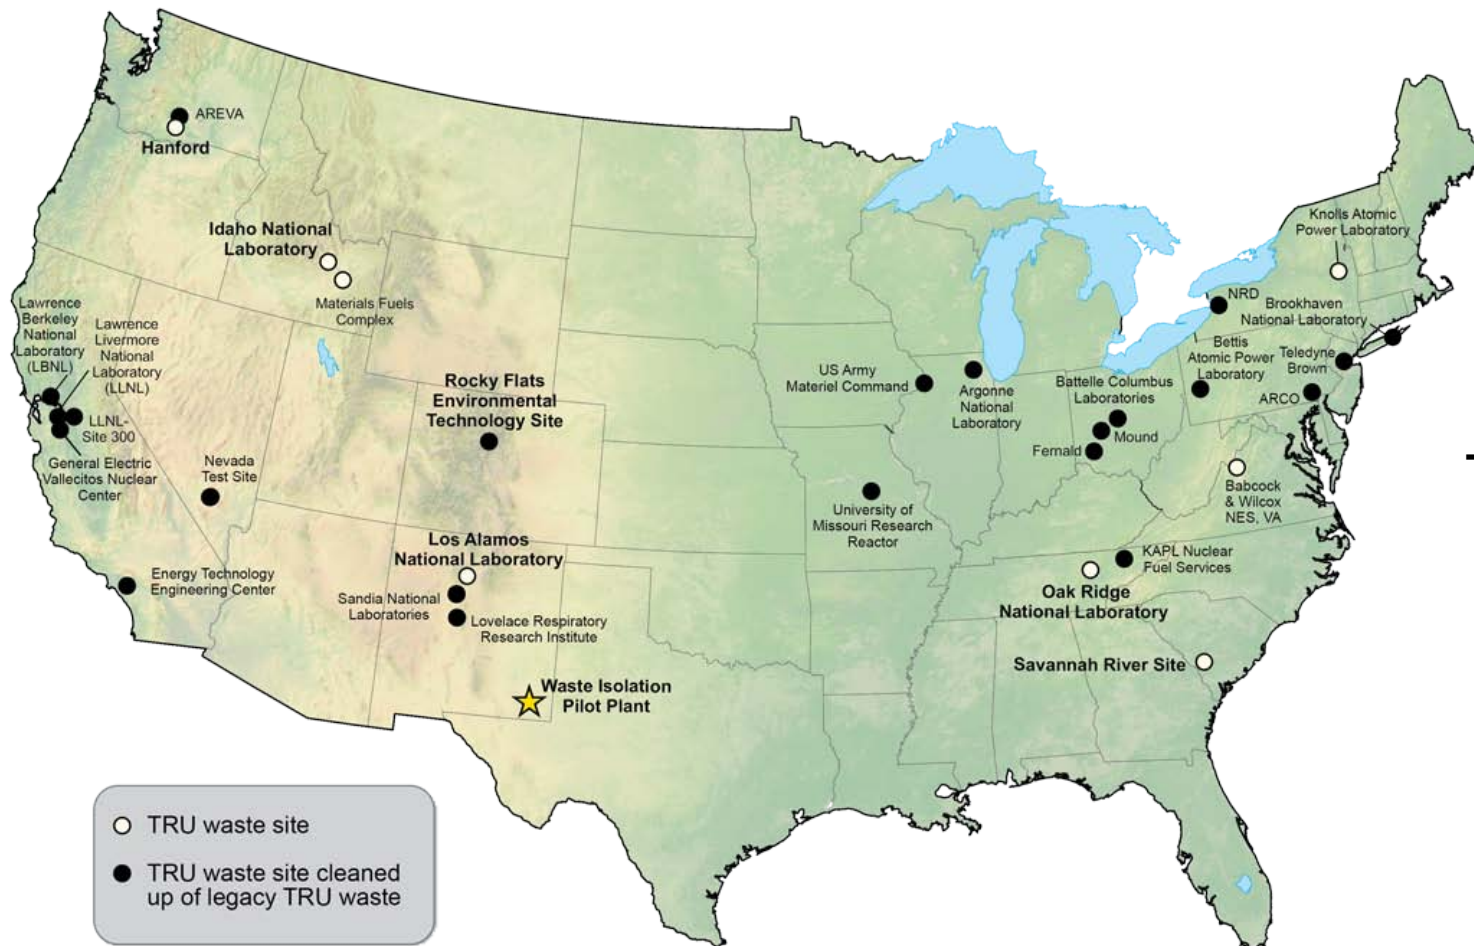 AREVA
Hanford
Idaho National
Laboratory
Materials Fuels
Complex
Lawrence
Berkeley
National
Laboratory
(LBNL)
Lawrence
Livermore
National
Laboratory
(LLNL)
LLNL-
Site 300
General Electric
Vallecitos Nuclear
Center
Nevada
Test Site
Energy Technology
Engineering Center
Rocky Flats
Environmental
Technology Site
Los Alamos
National Laboratory
Sandia National
Laboratories
Lovelace Respiratory
Research Institute
Waste Isolation
Pilot Plant
US Army
Materiel Command
Argonne
National
Laboratory
University of
Missouri Research
Reactor
Battelle Columbus
Laboratories
Mound
Fernald
Knolls Atomic
Power Laboratory
NRD
Brookhaven
National Laboratory
Bettis
Atomic Power
Laboratory
Teledyne
Brown
ARCO
Babcock
& Wilcox
NES, VA
KAPL Nuclear
Fuel Services
Oak Ridge
National Laboratory
Savannah River Site
TRU waste site
TRU waste site cleaned
up of legacy TRU waste